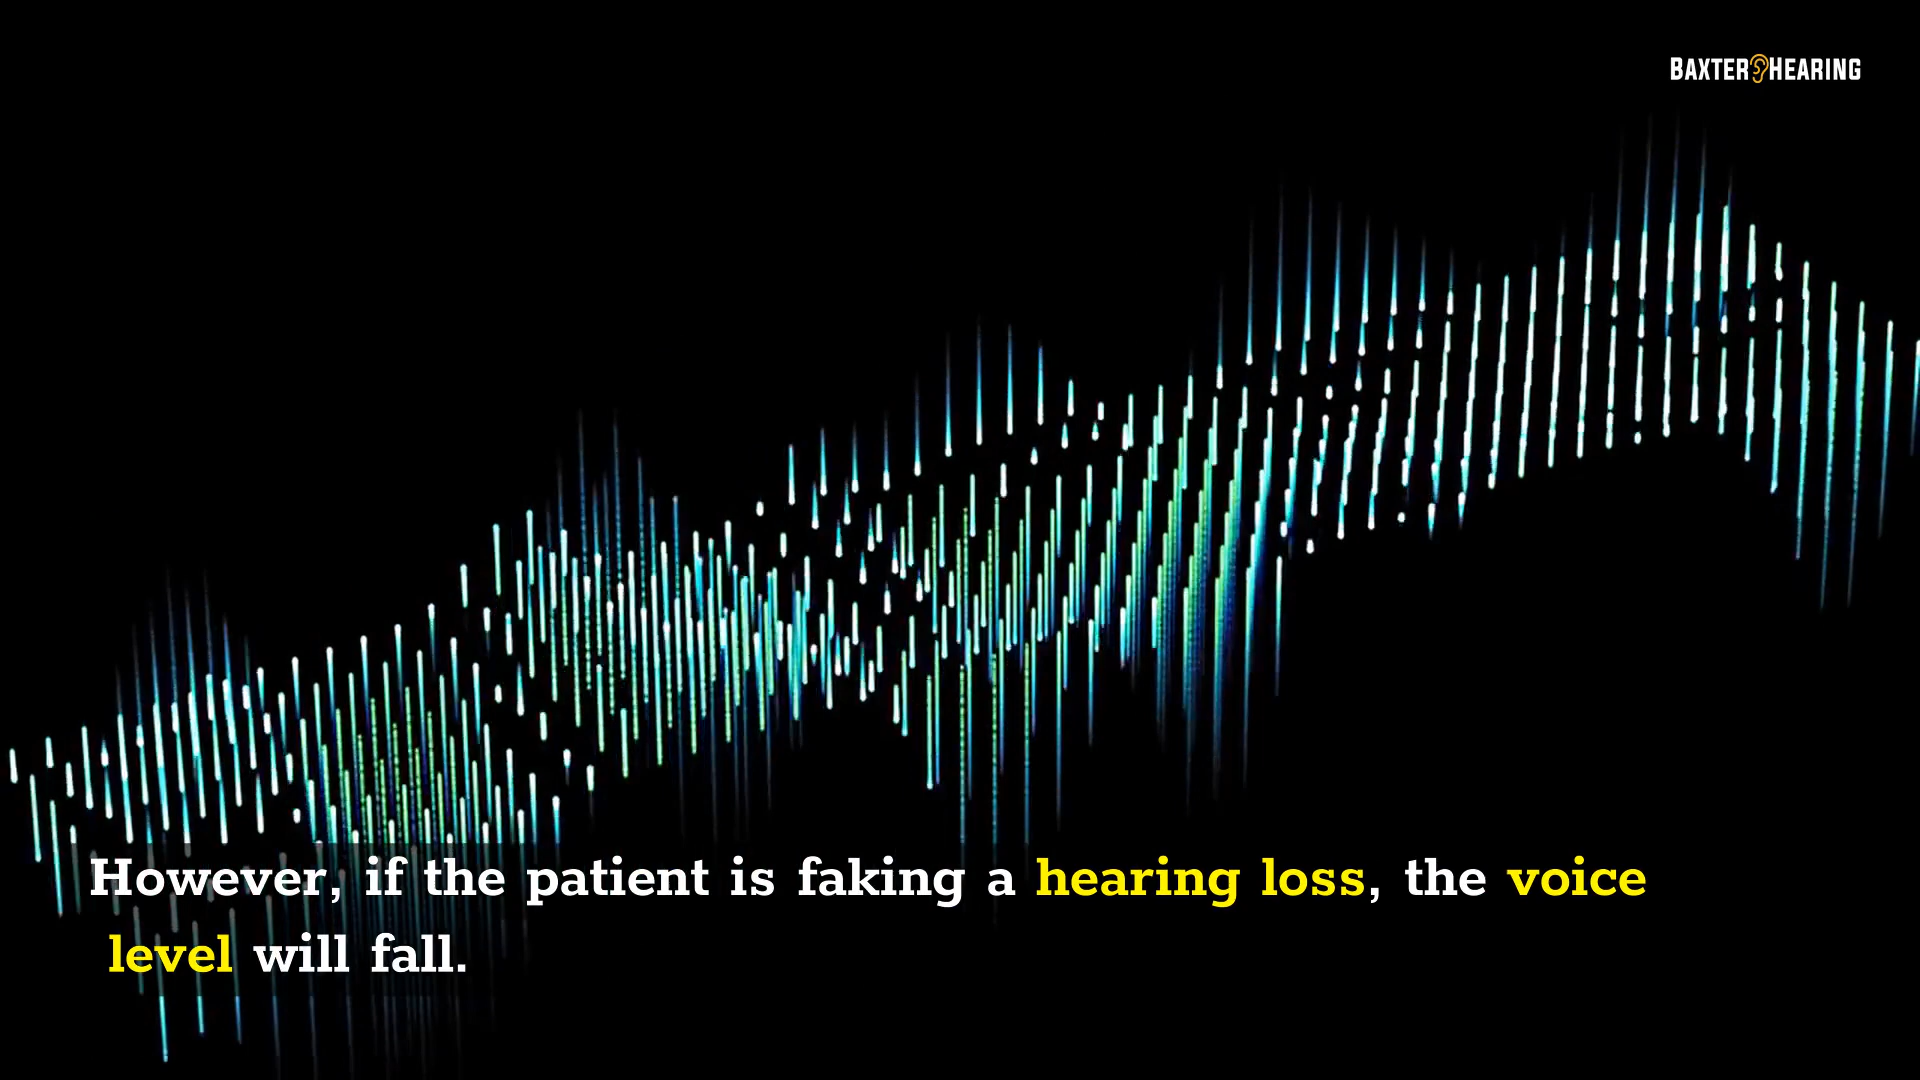 BAXTER HEARING
However, if the patient is faking a hearing loss, the voice
level will fall.